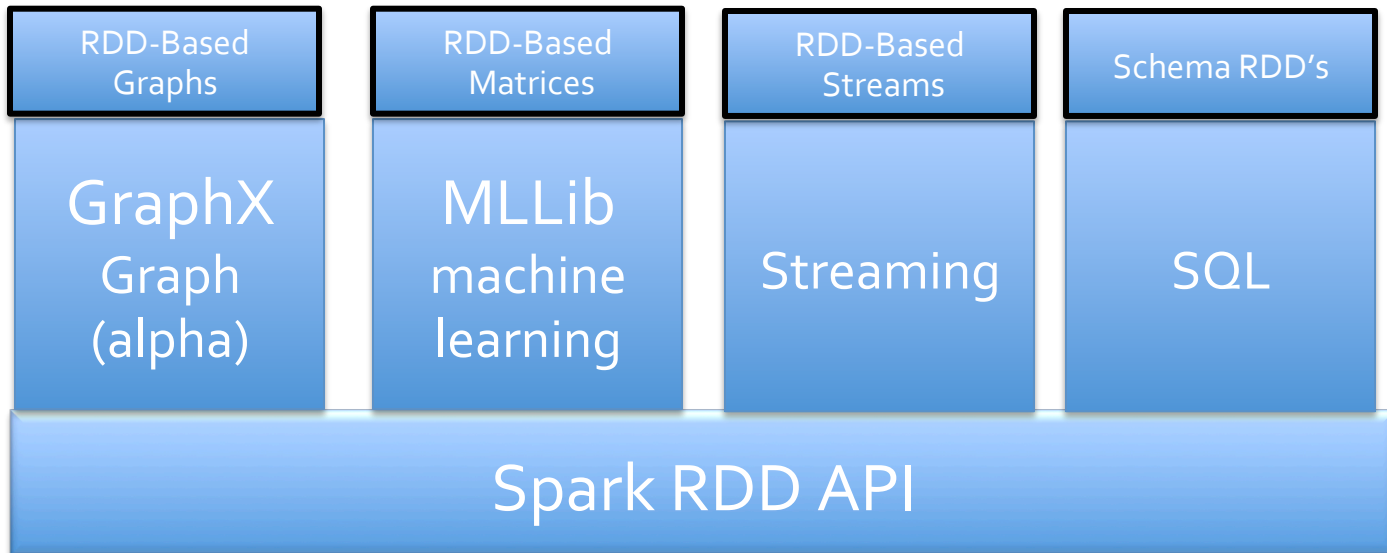 RDD-Based
Graphs
RDD-Based
Matrices
RDD-Based
Streams
Schema RDD's
GraphX
Graph
(alpha)
MLLib
machine
learning
Streaming
SQL
Spark RDD API